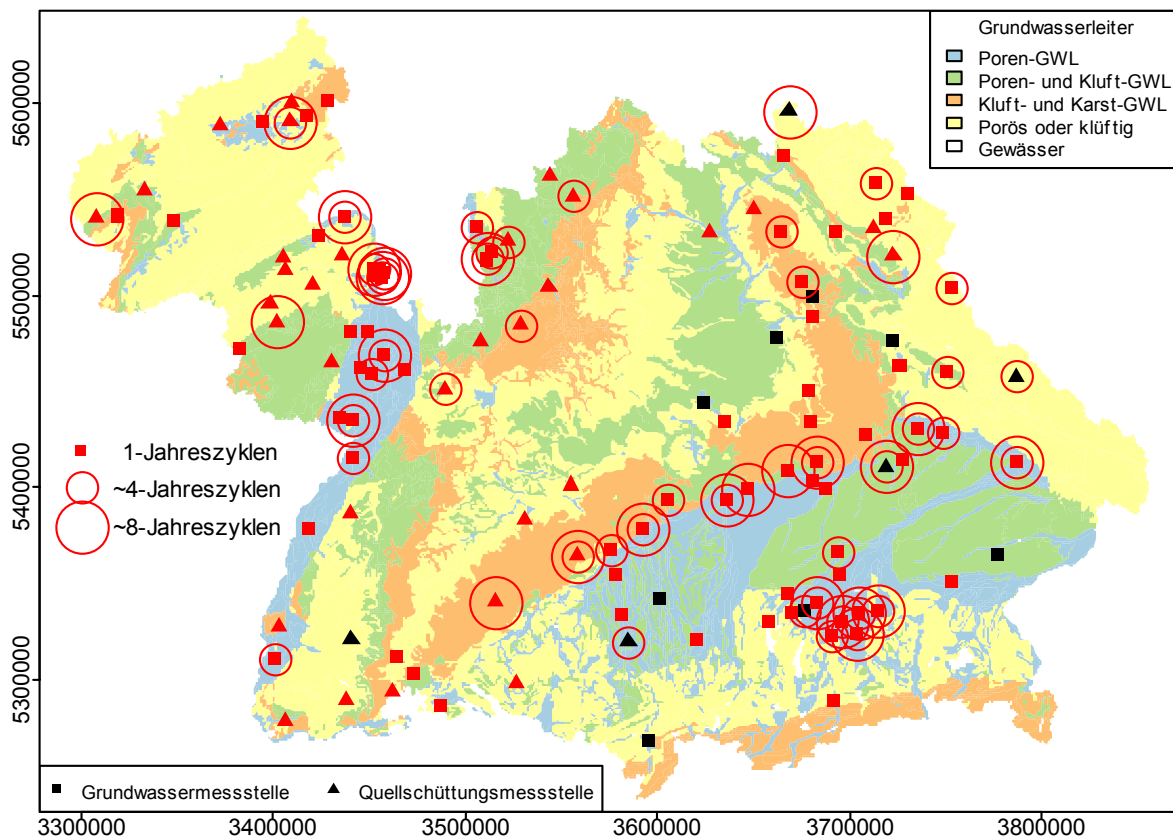 Grundwasserleiter
Poren-GWL
Poren- und Kluft-GWL
Kluft- und Karst-GWL
Porös oder klüftig
Gewässer
5600000
5500000
5400000
5300000
1-Jahreszyklen
~4-Jahreszyklen
~8-Jahreszyklen
Grundwassermessstelle
Quellschüttungsmessstelle
3300000 3400000 3500000 3600000 3700000 3800000